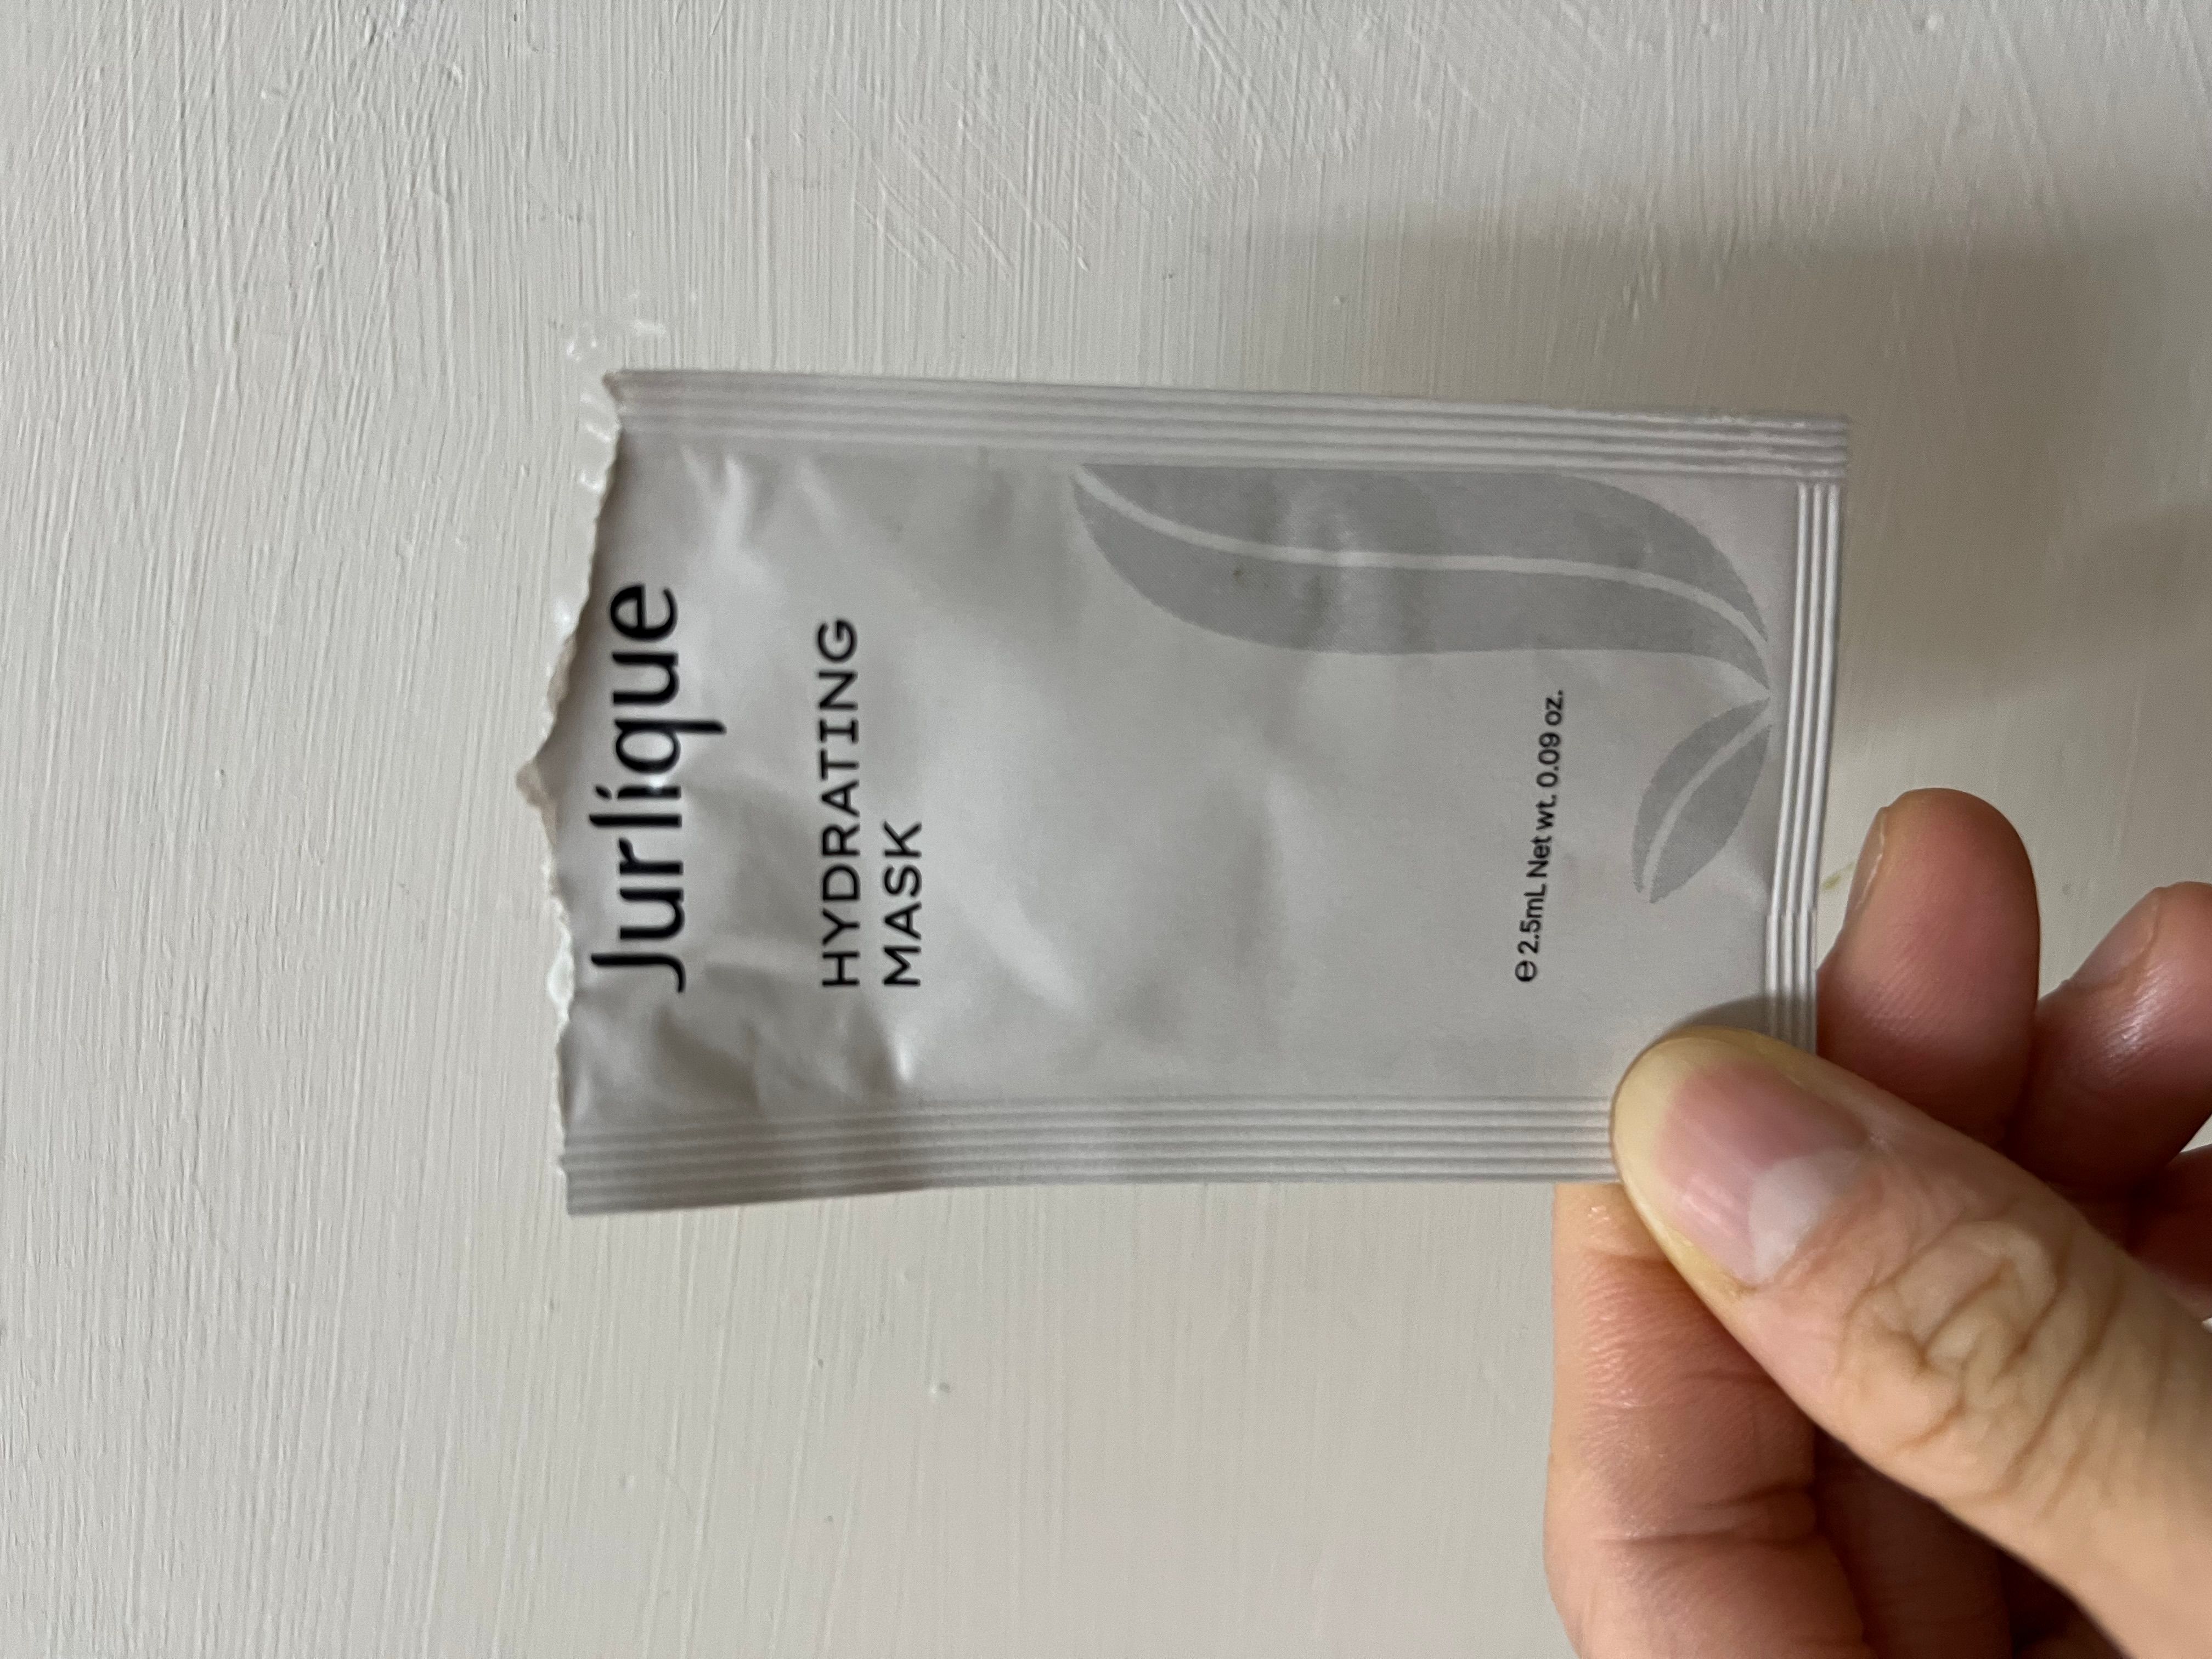 Jurlique
HYDRATING
MASK
℮ 2.5mL Net wt. 0.09 oz.